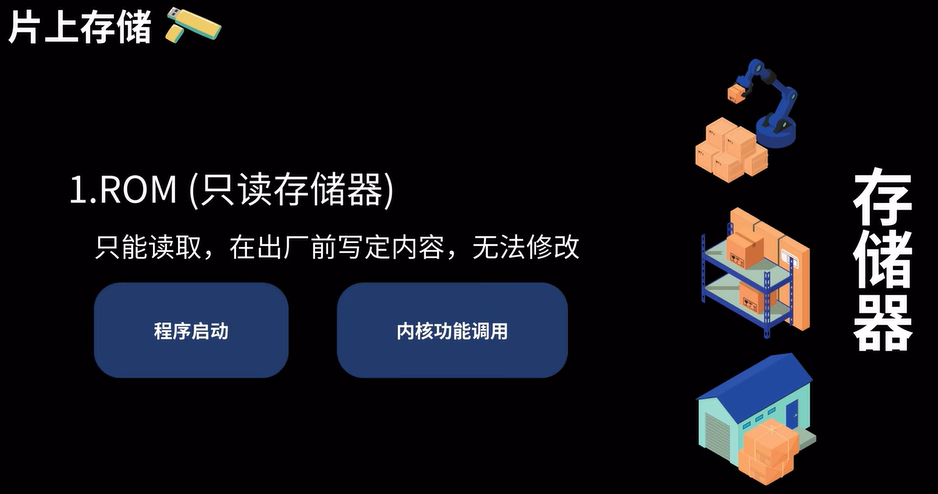 片上存储
1.ROM (只读存储器)
只能读取，在出厂前写定内容，无法修改
程序启动
内核功能调用
存储器